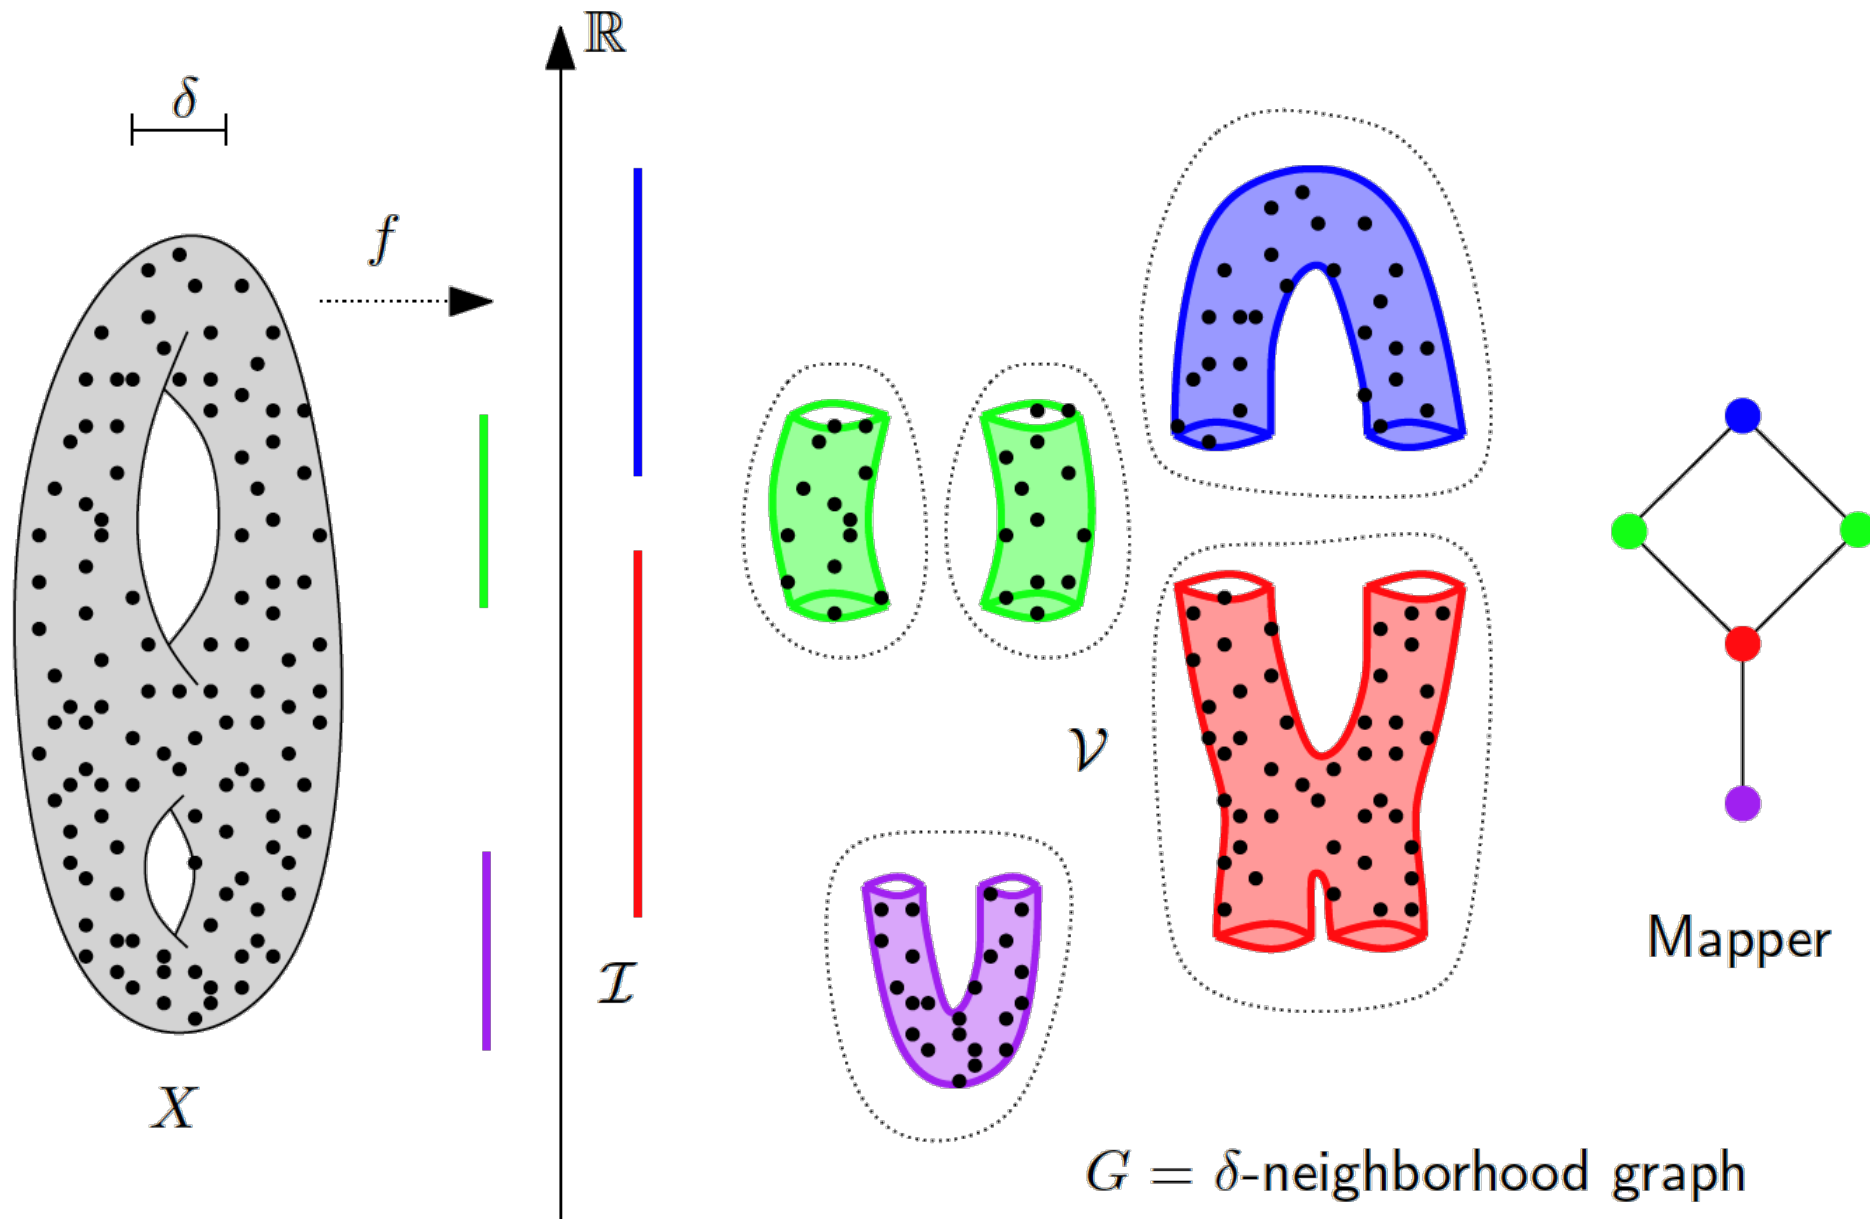 ℝ
δ
f
𝒱
Mapper
ℐ
X
G = δ-neighborhood graph